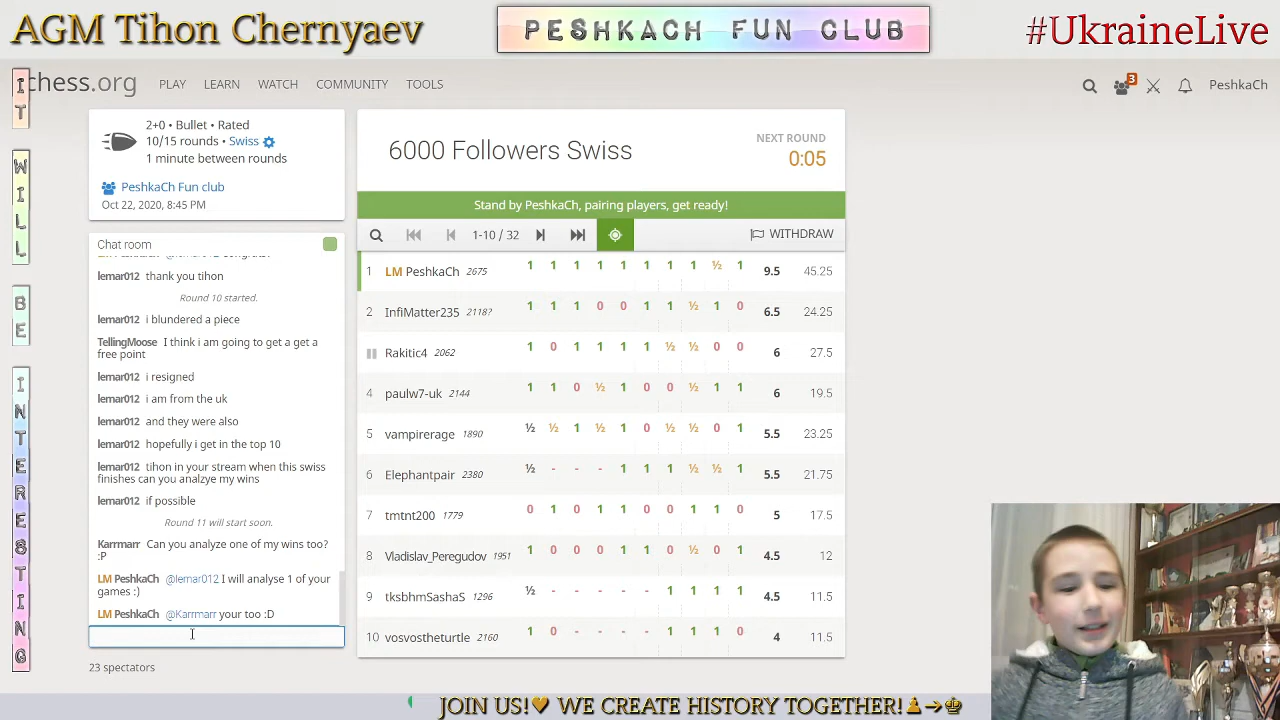 AGM Tihon Chernyaev
PESHKACH FUN CLUB
#UkraineLive
IT
WILL
BE
INTERESTING
chess.org
PLAY LEARN WATCH COMMUNITY TOOLS
3
PeshkaCh
2+0 • Bullet • Rated
10/15 rounds • Swiss
1 minute between rounds
PeshkaCh Fun club
Oct 22, 2020, 8:45 PM
6000 Followers Swiss
NEXT ROUND
0:05
Stand by PeshkaCh, pairing players, get ready!
1-10 / 32
WITHDRAW
1 LM PeshkaCh 2675 1 1 1 1 1 1 1 1 ½ 1 9.5 45.25
2 InfiMatter235 2118? 1 1 1 0 0 1 1 ½ 1 0 6.5 24.25
Rakitic4 2062 1 0 1 1 1 1 ½ ½ 0 0 6 27.5
4 paulw7-uk 2144 1 1 0 ½ 1 0 0 ½ 1 1 6 19.5
5 vampirerage 1890 ½ ½ 1 ½ 1 0 ½ ½ 0 1 5.5 23.25
6 Elephantpair 2380 ½ - - - 1 1 1 ½ ½ 1 5.5 21.75
7 tmtnt200 1779 0 1 0 1 1 0 0 1 1 0 5 17.5
8 Vladislav_Peregudov 1951 1 0 0 0 1 1 0 ½ 0 1 4.5 12
9 tksbhmSashaS 1296 ½ - - - - 0 1 1 1 1 4.5 11.5
10 vosvostheturtle 2160 1 0 - - - - 1 1 1 0 4 11.5
Chat room
lemar012 thank you tihon
Round 10 started.
lemar012 i blundered a piece
TellingMoose I think i am going to get a get a
free point
lemar012 i resigned
lemar012 i am from the uk
lemar012 and they were also
lemar012 hopefully i get in the top 10
lemar012 tihon in your stream when this swiss
finishes can you analzye my wins
lemar012 if possible
Round 11 will start soon.
Karrmarr Can you analyze one of my wins too?
:P
LM PeshkaCh @lemar012 I will analyse 1 of your
games :)
LM PeshkaCh @Karrmarr your too :D
23 spectators
JOIN US!♥ WE CREATE HISTORY TOGETHER!♟→♚